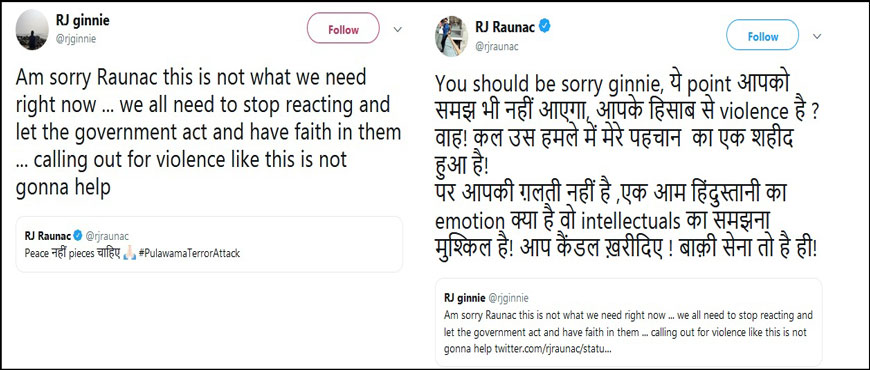 RJ ginnie
@rjginnie
Follow
Am sorry Raunac this is not what we need
right now ... we all need to stop reacting and
let the government act and have faith in them
... calling out for violence like this is not
gonna help
RJ Raunac @rjraunac
Peace नहीं pieces चाहिए 🙏🏻 #PulawamaTerrorAttack
RJ Raunac
@rjraunac
Follow
You should be sorry ginnie, ये point आपको
समझ भी नहीं आएगा, आपके हिसाब से violence है ?
वाह! कल उस हमले में मेरे पहचान का एक शहीद
हुआ है!
पर आपकी ग़लती नहीं है ,एक आम हिंदुस्तानी का
emotion क्या है वो intellectuals का समझना
मुश्किल है! आप कैंडल ख़रीदिए ! बाक़ी सेना तो है ही!
RJ ginnie @rjginnie
Am sorry Raunac this is not what we need right now ... we all need to stop reacting and
let the government act and have faith in them ... calling out for violence like this is not
gonna help twitter.com/rjraunac/statu...